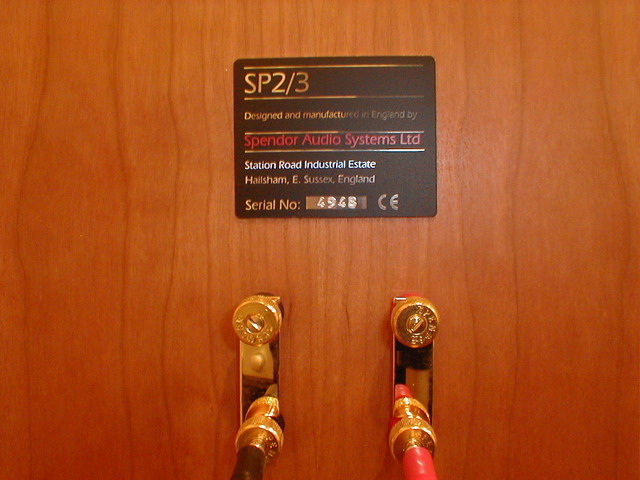 SP2/3
Designed and manufactured in England by
Spendor Audio Systems Ltd
Station Road Industrial Estate
Hailsham, E. Sussex, England
Serial No: 4948 CE